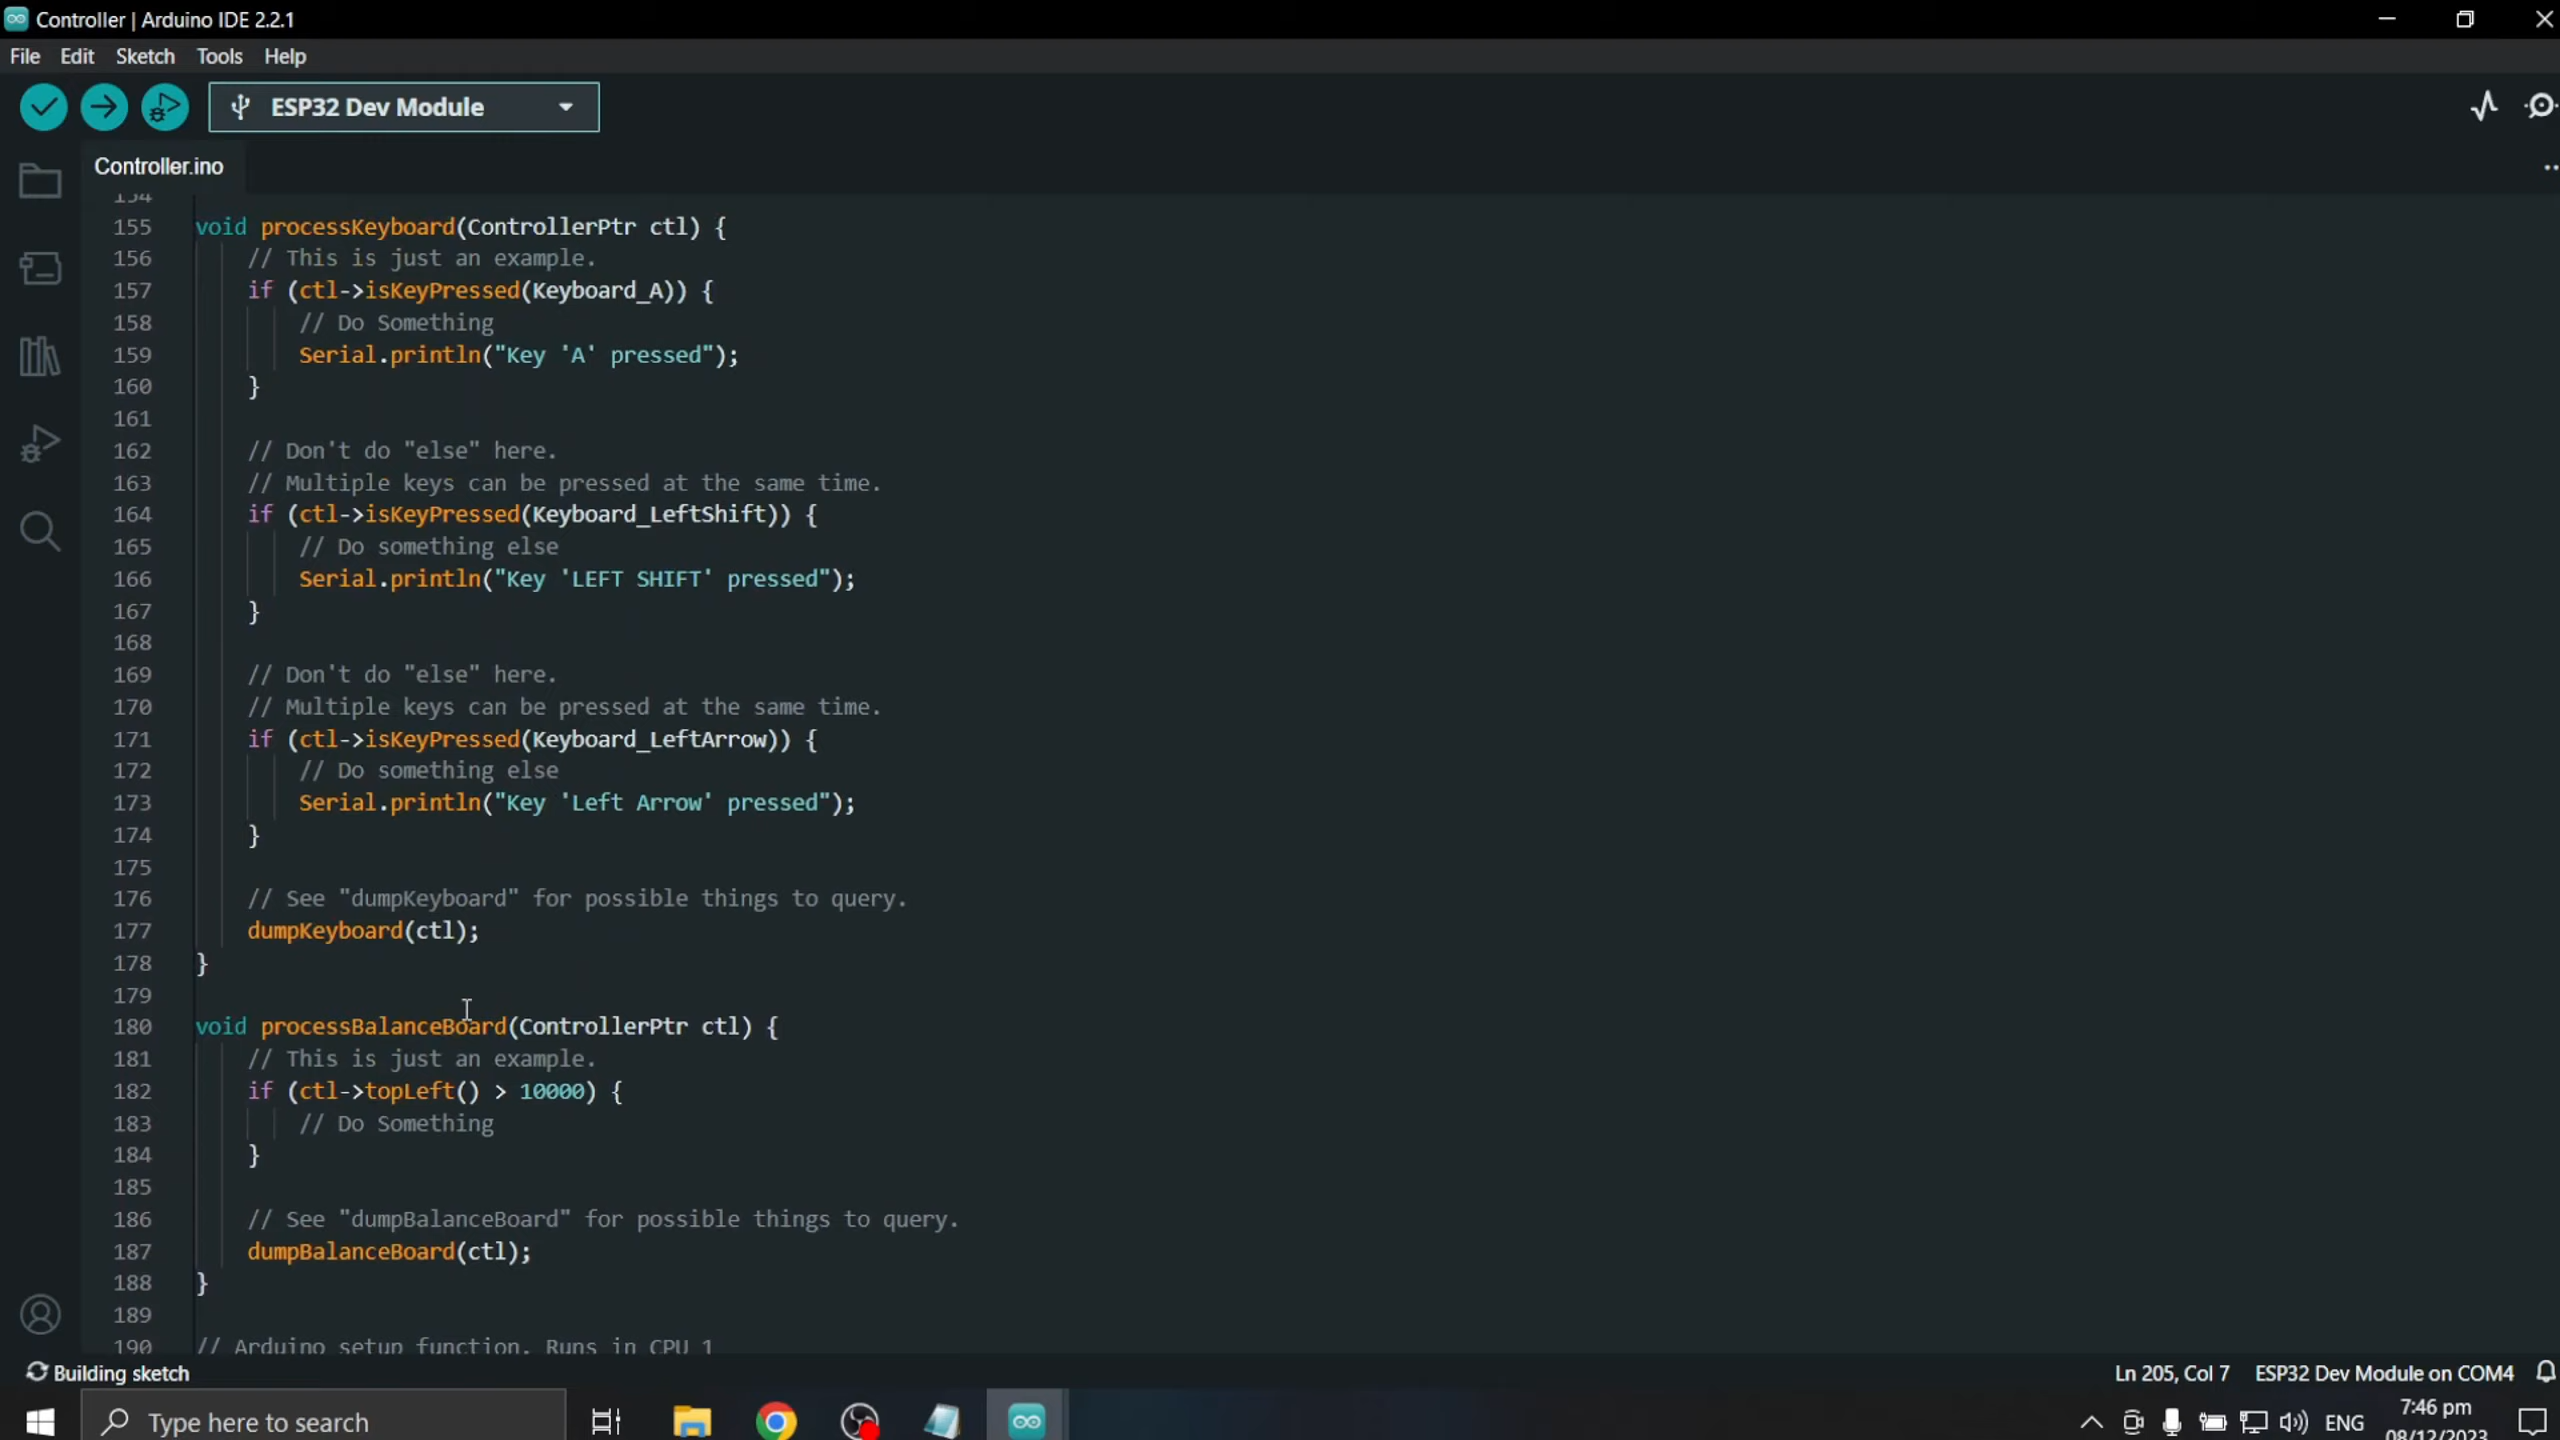 Controller | Arduino IDE 2.2.1
File Edit Sketch Tools Help
ESP32 Dev Module
Controller.ino
154
155 void processKeyboard(ControllerPtr ctl) {
156 // This is just an example.
157 if (ctl->isKeyPressed(Keyboard_A)) {
158 // Do Something
159 Serial.println("Key 'A' pressed");
160 }
161
162 // Don't do "else" here.
163 // Multiple keys can be pressed at the same time.
164 if (ctl->isKeyPressed(Keyboard_LeftShift)) {
165 // Do something else
166 Serial.println("Key 'LEFT SHIFT' pressed");
167 }
168
169 // Don't do "else" here.
170 // Multiple keys can be pressed at the same time.
171 if (ctl->isKeyPressed(Keyboard_LeftArrow)) {
172 // Do something else
173 Serial.println("Key 'Left Arrow' pressed");
174 }
175
176 // See "dumpKeyboard" for possible things to query.
177 dumpKeyboard(ctl);
178 }
179
180 void processBalanceBoard(ControllerPtr ctl) {
181 // This is just an example.
182 if (ctl->topLeft() > 10000) {
183 // Do Something
184 }
185
186 // See "dumpBalanceBoard" for possible things to query.
187 dumpBalanceBoard(ctl);
188 }
189
190 // Arduino setup function. Runs in CPU 1
Building sketch Ln 205, Col 7 ESP32 Dev Module on COM4
Type here to search ENG 7:46 pm
08/12/2023